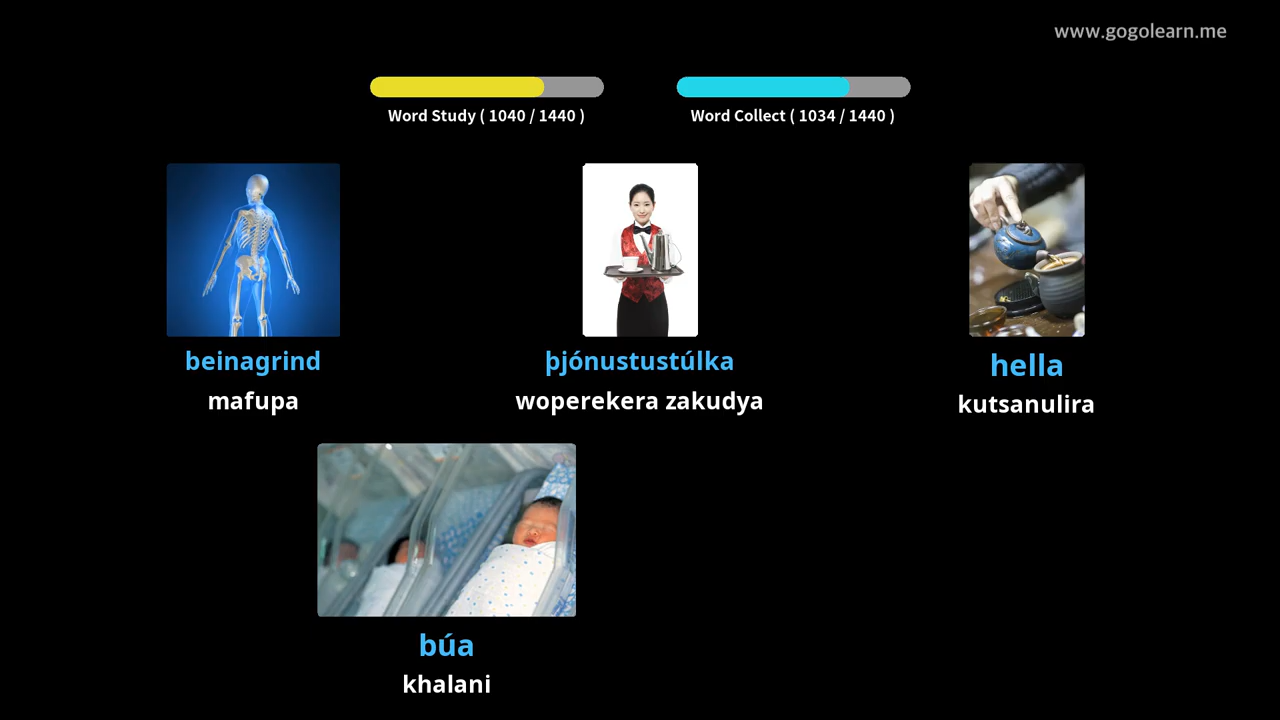 www.gogolearn.me
Word Study ( 1040 / 1440 )
Word Collect ( 1034 / 1440 )
beinagrind
mafupa
þjónustustúlka
woperekera zakudya
hella
kutsanulira
búa
khalani